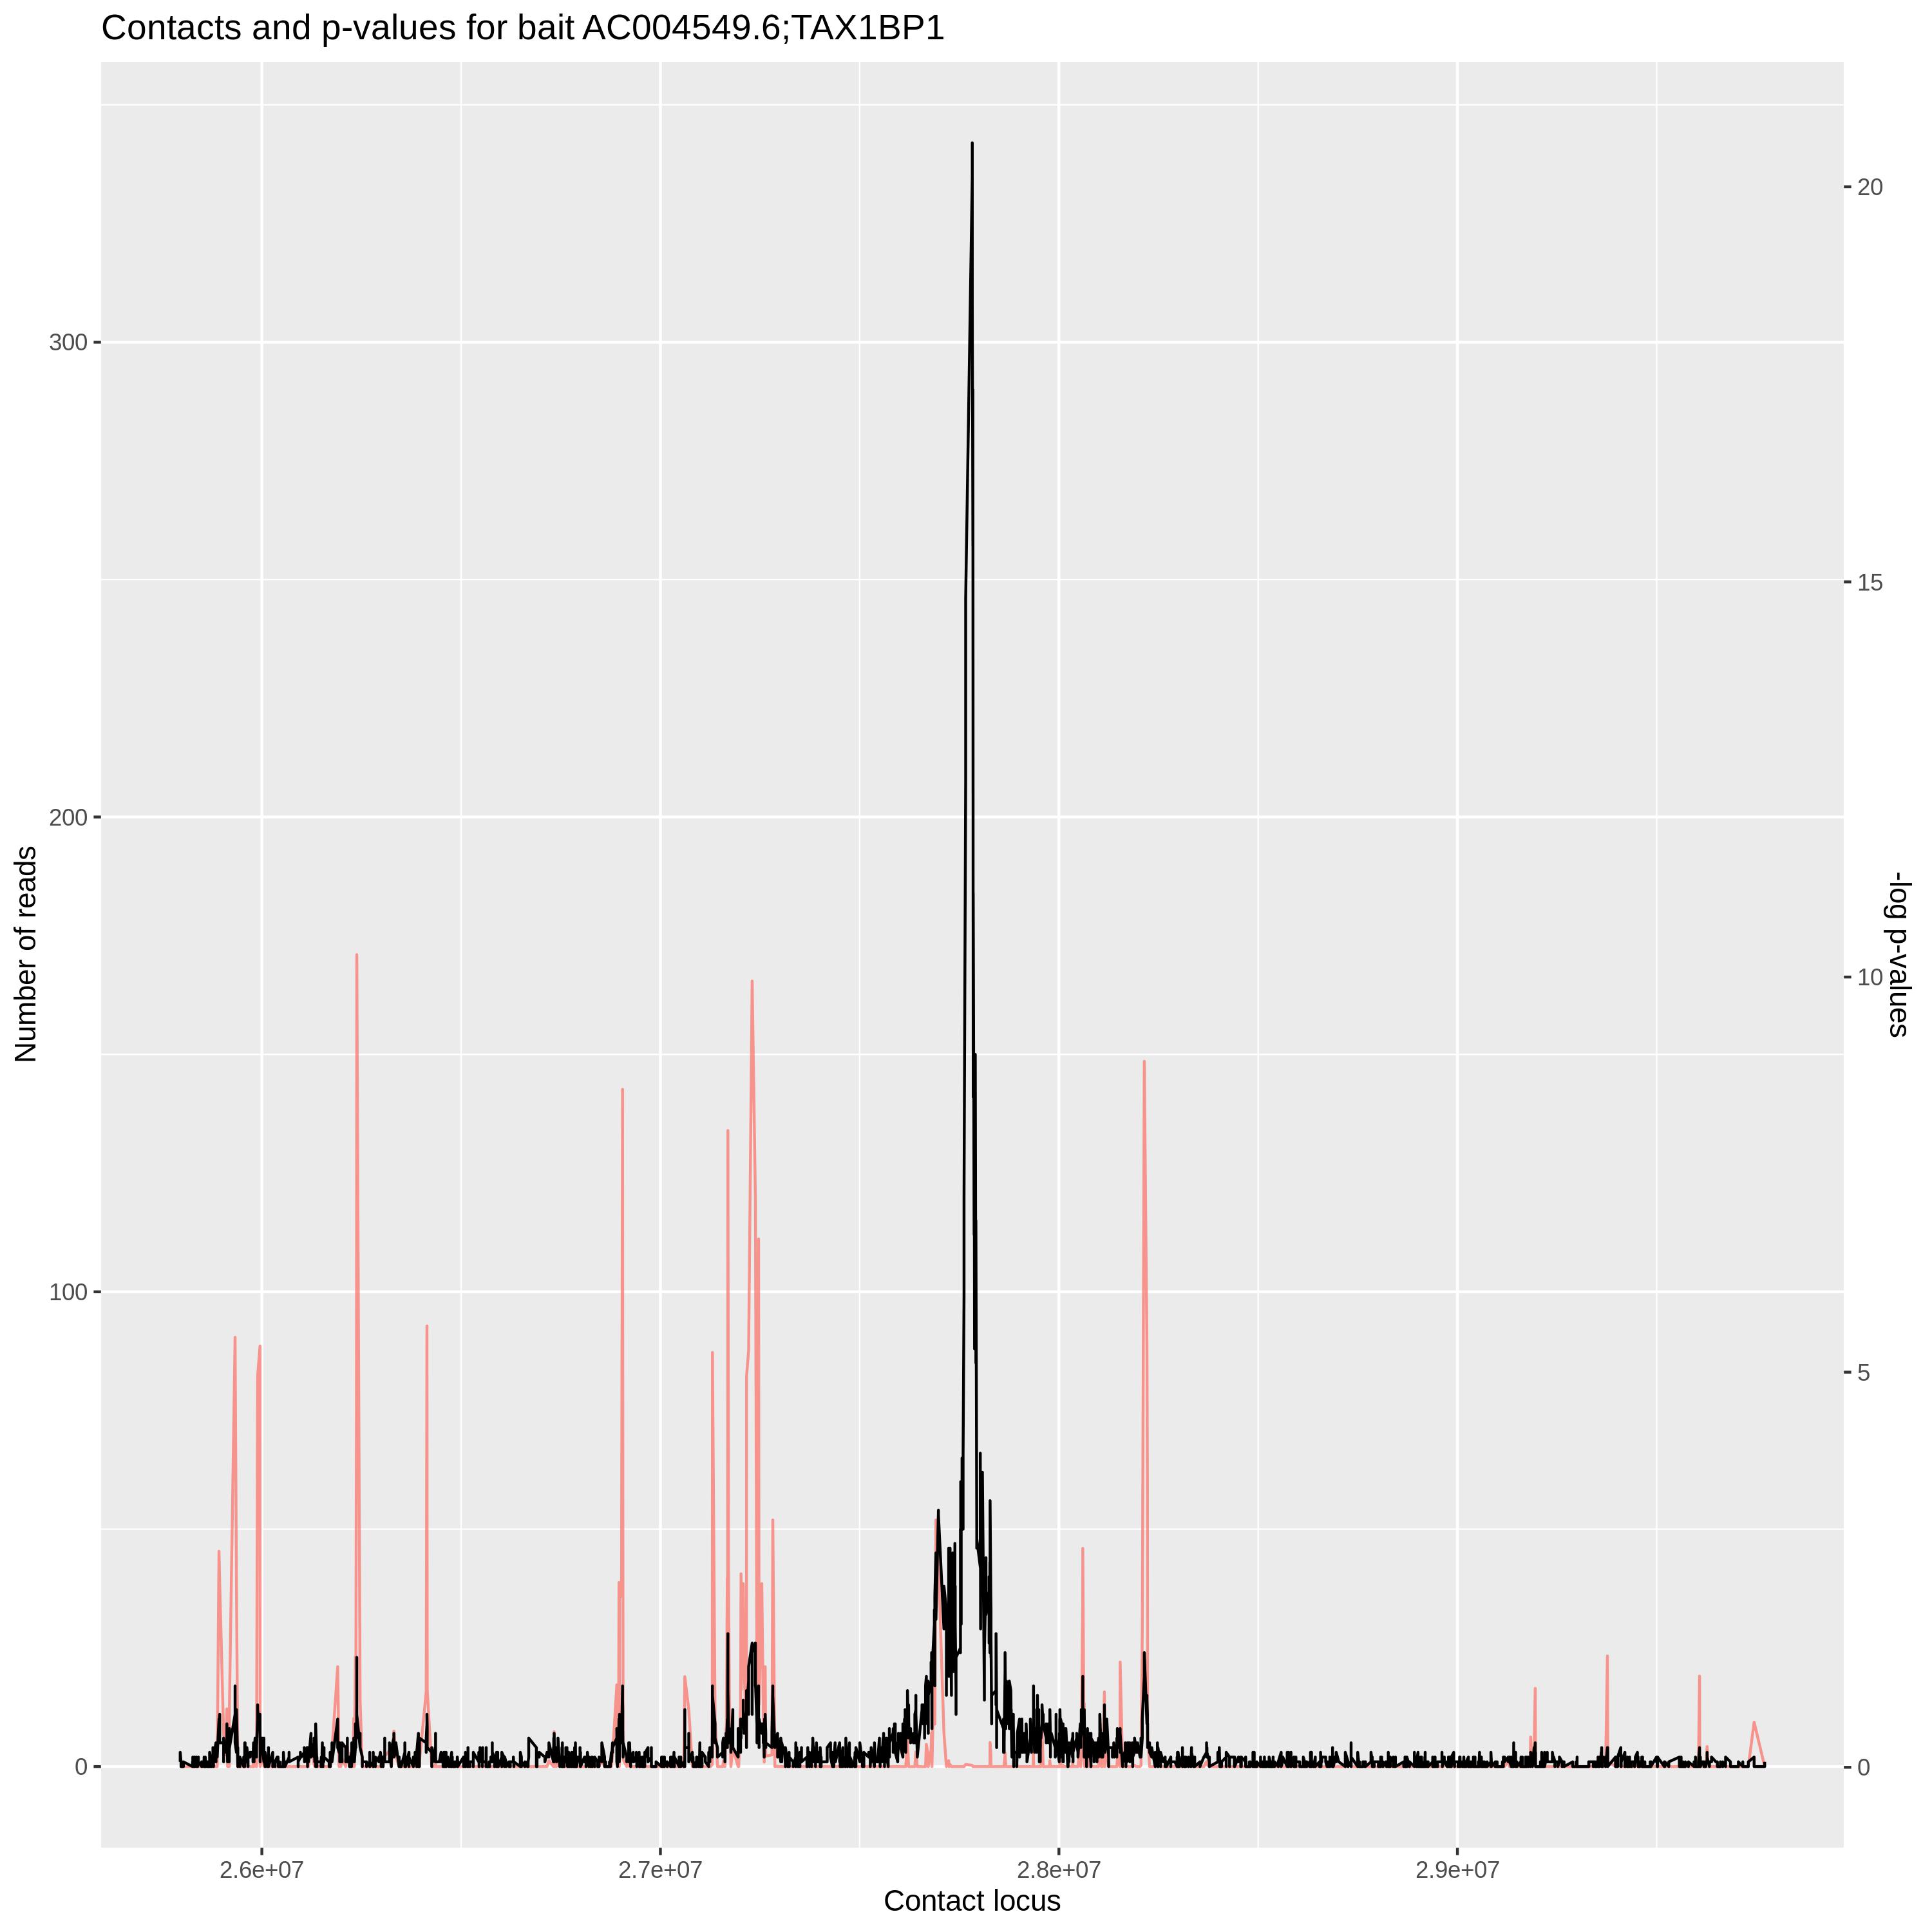 Contacts and p-values for bait AC004549.6;TAX1BP1
300
200
100
0
Number of reads
20
15
10
5
0
-log p-values
2.6e+07
2.7e+07
2.8e+07
2.9e+07
Contact locus